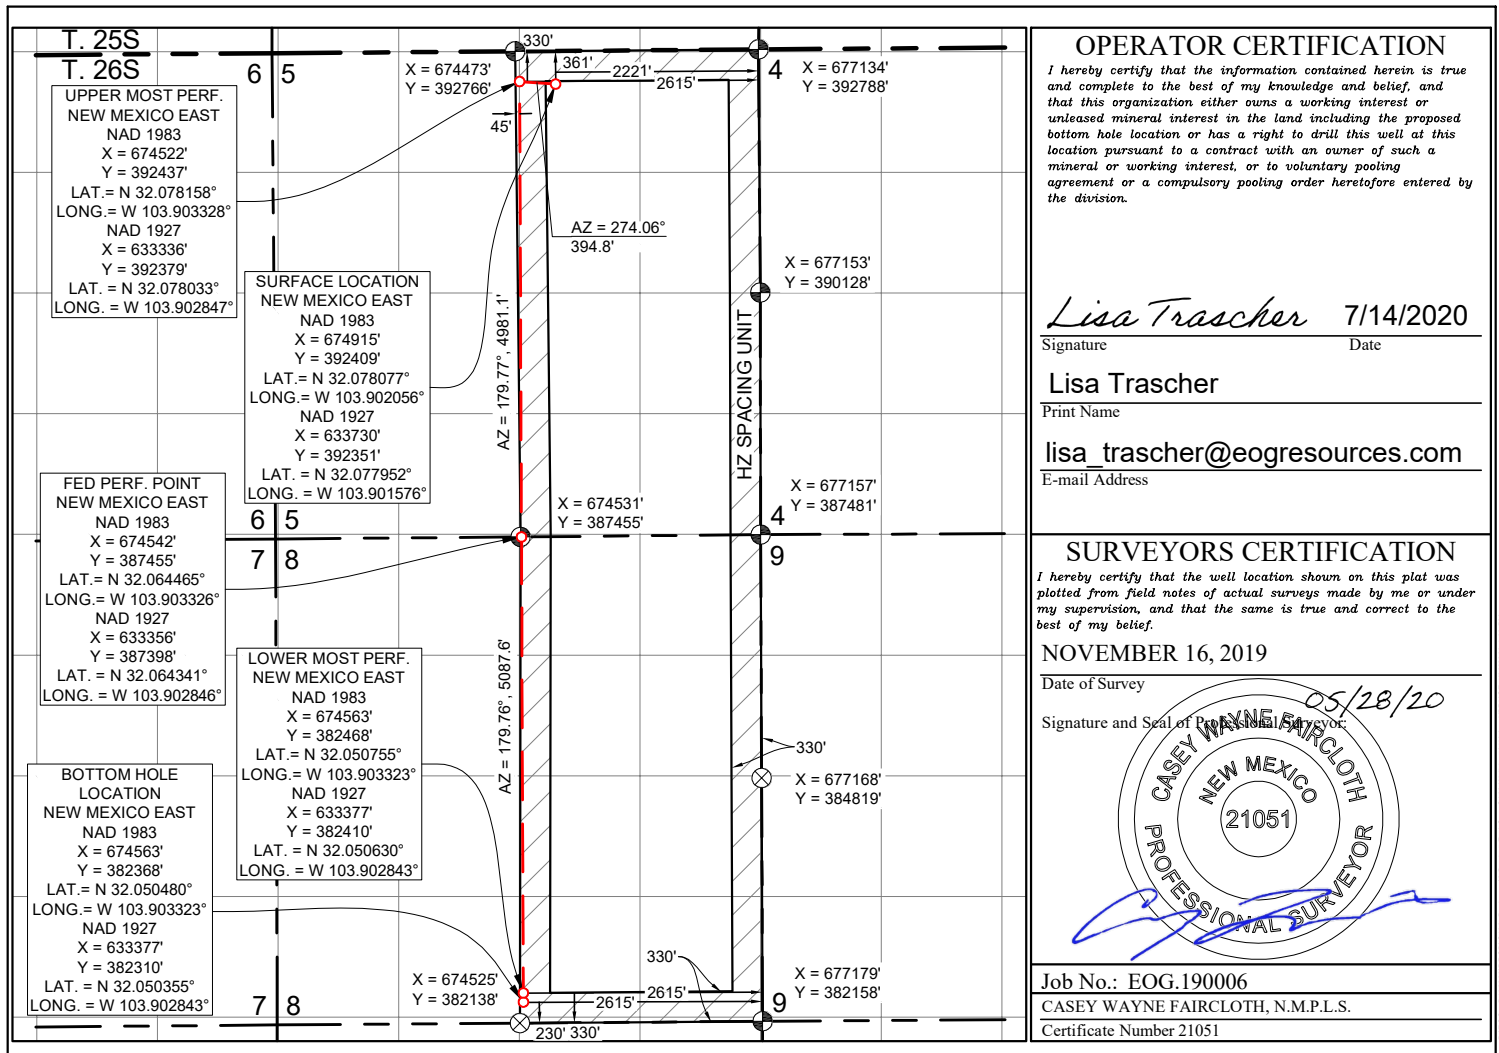 T. 25S
T. 26S
6 5
330'
361'
2221'
2615'
45'
X = 674473'
Y = 392766'
4
X = 677134'
Y = 392788'
UPPER MOST PERF.
NEW MEXICO EAST
NAD 1983
X = 674522'
Y = 392437'
LAT.= N 32.078158°
LONG.= W 103.903328°
NAD 1927
X = 633336'
Y = 392379'
LAT. = N 32.078033°
LONG. = W 103.902847°
AZ = 274.06°
394.8'
SURFACE LOCATION
NEW MEXICO EAST
NAD 1983
X = 674915'
Y = 392409'
LAT.= N 32.078077°
LONG.= W 103.902056°
NAD 1927
X = 633730'
Y = 392351'
LAT. = N 32.077952°
LONG. = W 103.901576°
AZ = 179.77°, 4981.1'
X = 677153'
Y = 390128'
HZ SPACING UNIT
FED PERF. POINT
NEW MEXICO EAST
NAD 1983
X = 674542'
Y = 387455'
LAT.= N 32.064465°
LONG.= W 103.903326°
NAD 1927
X = 633356'
Y = 387398'
LAT. = N 32.064341°
LONG. = W 103.902846°
6 5
7 8
X = 674531'
Y = 387455'
X = 677157'
Y = 387481'
4
9
LOWER MOST PERF.
NEW MEXICO EAST
NAD 1983
X = 674563'
Y = 382468'
LAT.= N 32.050755°
LONG.= W 103.903323°
NAD 1927
X = 633377'
Y = 382410'
LAT. = N 32.050630°
LONG. = W 103.902843°
AZ = 179.76°, 5087.6'
330'
X = 677168'
Y = 384819'
BOTTOM HOLE
LOCATION
NEW MEXICO EAST
NAD 1983
X = 674563'
Y = 382368'
LAT.= N 32.050480°
LONG.= W 103.903323°
NAD 1927
X = 633377'
Y = 382310'
LAT. = N 32.050355°
LONG. = W 103.902843°
7 8
X = 674525'
Y = 382138'
330'
2615'
2615'
230' 330'
X = 677179'
Y = 382158'
9
OPERATOR CERTIFICATION
I hereby certify that the information contained herein is true
and complete to the best of my knowledge and belief, and
that this organization either owns a working interest or
unleased mineral interest in the land including the proposed
bottom hole location or has a right to drill this well at this
location pursuant to a contract with an owner of such a
mineral or working interest, or to voluntary pooling
agreement or a compulsory pooling order heretofore entered by
the division.
Lisa Trascher 7/14/2020
Signature Date
Lisa Trascher
Print Name
lisa_trascher@eogresources.com
E-mail Address
SURVEYORS CERTIFICATION
I hereby certify that the well location shown on this plat was
plotted from field notes of actual surveys made by me or under
my supervision, and that the same is true and correct to the
best of my belief.
NOVEMBER 16, 2019
Date of Survey
05/28/20
Signature and Seal of Professional Surveyor:
CASEY WAYNE FAIRCLOTH
NEW MEXICO
21051
PROFESSIONAL SURVEYOR
Job No.: EOG.190006
CASEY WAYNE FAIRCLOTH, N.M.P.L.S.
Certificate Number 21051